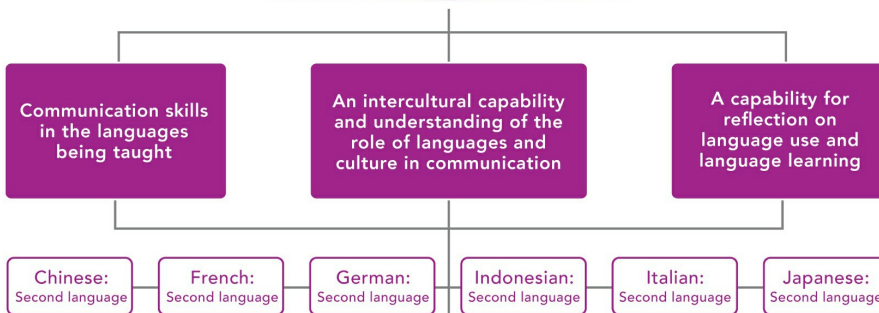 Communication skills
in the languages
being taught
An intercultural capability
and understanding of the
role of languages and
culture in communication
A capability for
reflection on
language use and
language learning
Chinese:
Second language
French:
Second language
German:
Second language
Indonesian:
Second language
Italian:
Second language
Japanese:
Second language